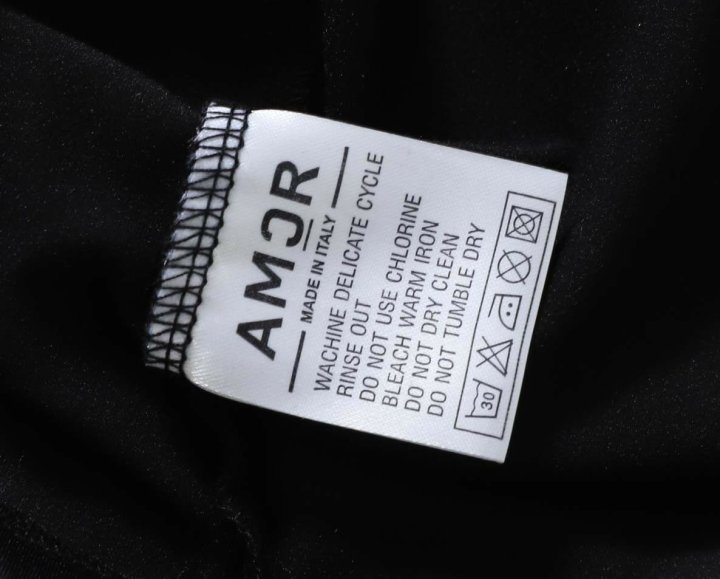 AMOR
MADE IN ITALY
WACHINE DELICATE CYCLE
RINSE OUT
DO NOT USE CHLORINE
BLEACH WARM IRON
DO NOT DRY CLEAN
DO NOT TUMBLE DRY
30